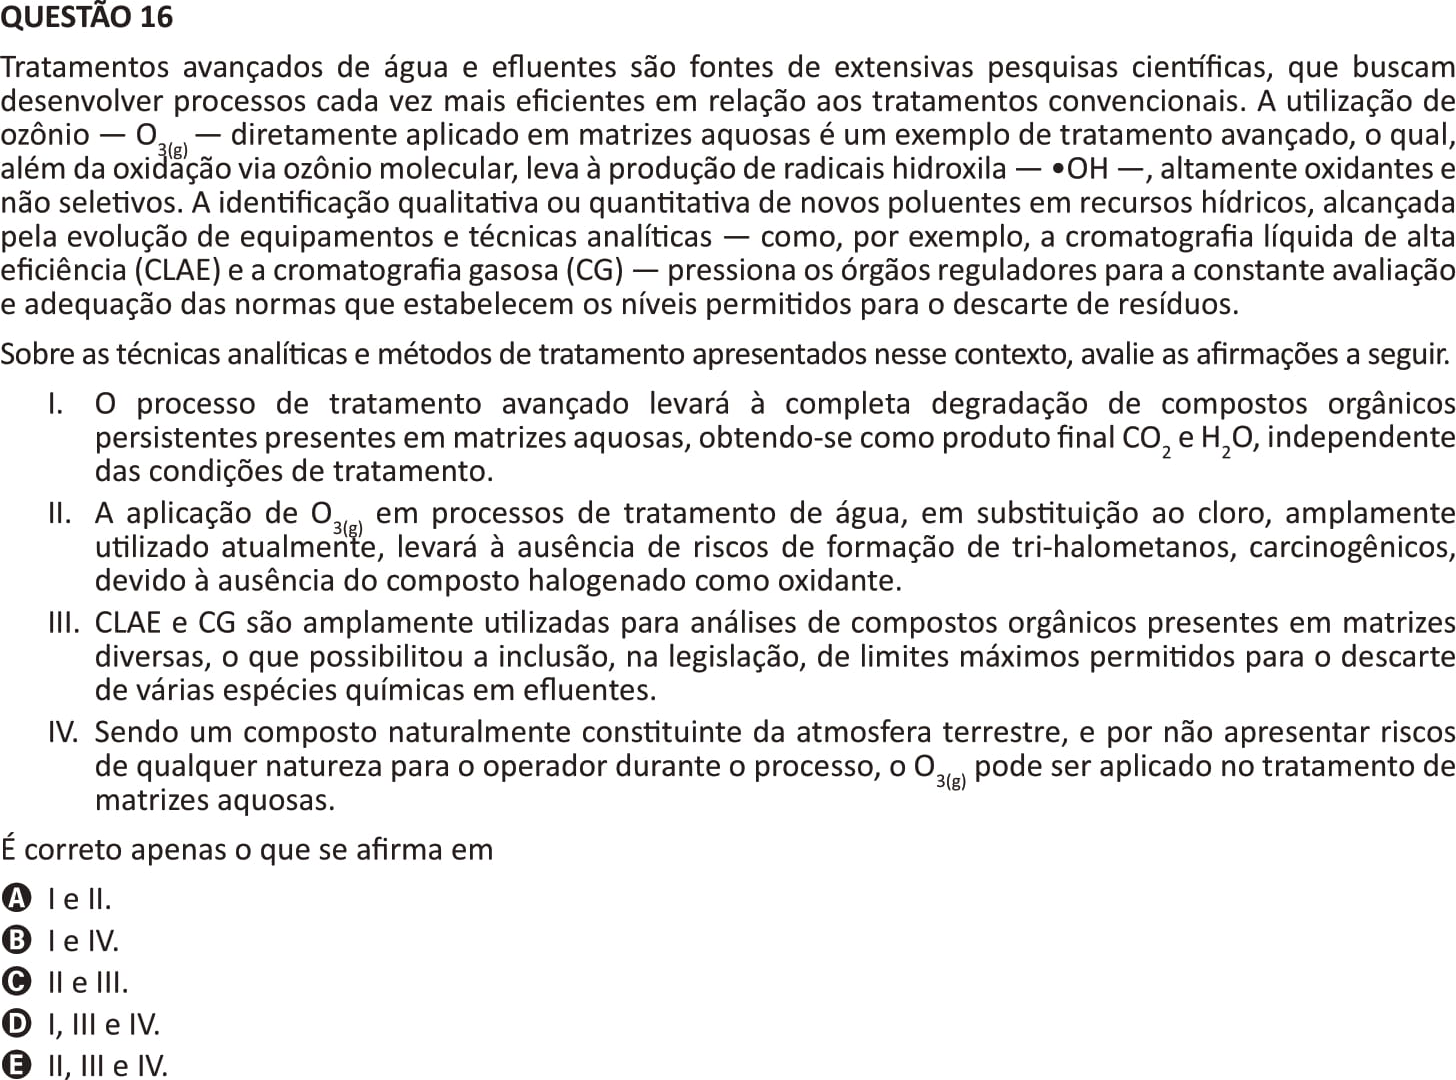 QUESTÃO 16
Tratamentos avançados de água e efluentes são fontes de extensivas pesquisas científicas, que buscam
desenvolver processos cada vez mais eficientes em relação aos tratamentos convencionais. A utilização de
ozônio — O3(g) — diretamente aplicado em matrizes aquosas é um exemplo de tratamento avançado, o qual,
além da oxidação via ozônio molecular, leva à produção de radicais hidroxila — •OH —, altamente oxidantes e
não seletivos. A identificação qualitativa ou quantitativa de novos poluentes em recursos hídricos, alcançada
pela evolução de equipamentos e técnicas analíticas — como, por exemplo, a cromatografia líquida de alta
eficiência (CLAE) e a cromatografia gasosa (CG) — pressiona os órgãos reguladores para a constante avaliação
e adequação das normas que estabelecem os níveis permitidos para o descarte de resíduos.
Sobre as técnicas analíticas e métodos de tratamento apresentados nesse contexto, avalie as afirmações a seguir.
I. O processo de tratamento avançado levará à completa degradação de compostos orgânicos
persistentes presentes em matrizes aquosas, obtendo-se como produto final CO2 e H2O, independente
das condições de tratamento.
II. A aplicação de O3(g) em processos de tratamento de água, em substituição ao cloro, amplamente
utilizado atualmente, levará à ausência de riscos de formação de tri-halometanos, carcinogênicos,
devido à ausência do composto halogenado como oxidante.
III. CLAE e CG são amplamente utilizadas para análises de compostos orgânicos presentes em matrizes
diversas, o que possibilitou a inclusão, na legislação, de limites máximos permitidos para o descarte
de várias espécies químicas em efluentes.
IV. Sendo um composto naturalmente constituinte da atmosfera terrestre, e por não apresentar riscos
de qualquer natureza para o operador durante o processo, o O3(g) pode ser aplicado no tratamento de
matrizes aquosas.
É correto apenas o que se afirma em
A I e II.
B I e IV.
C II e III.
D I, III e IV.
E II, III e IV.